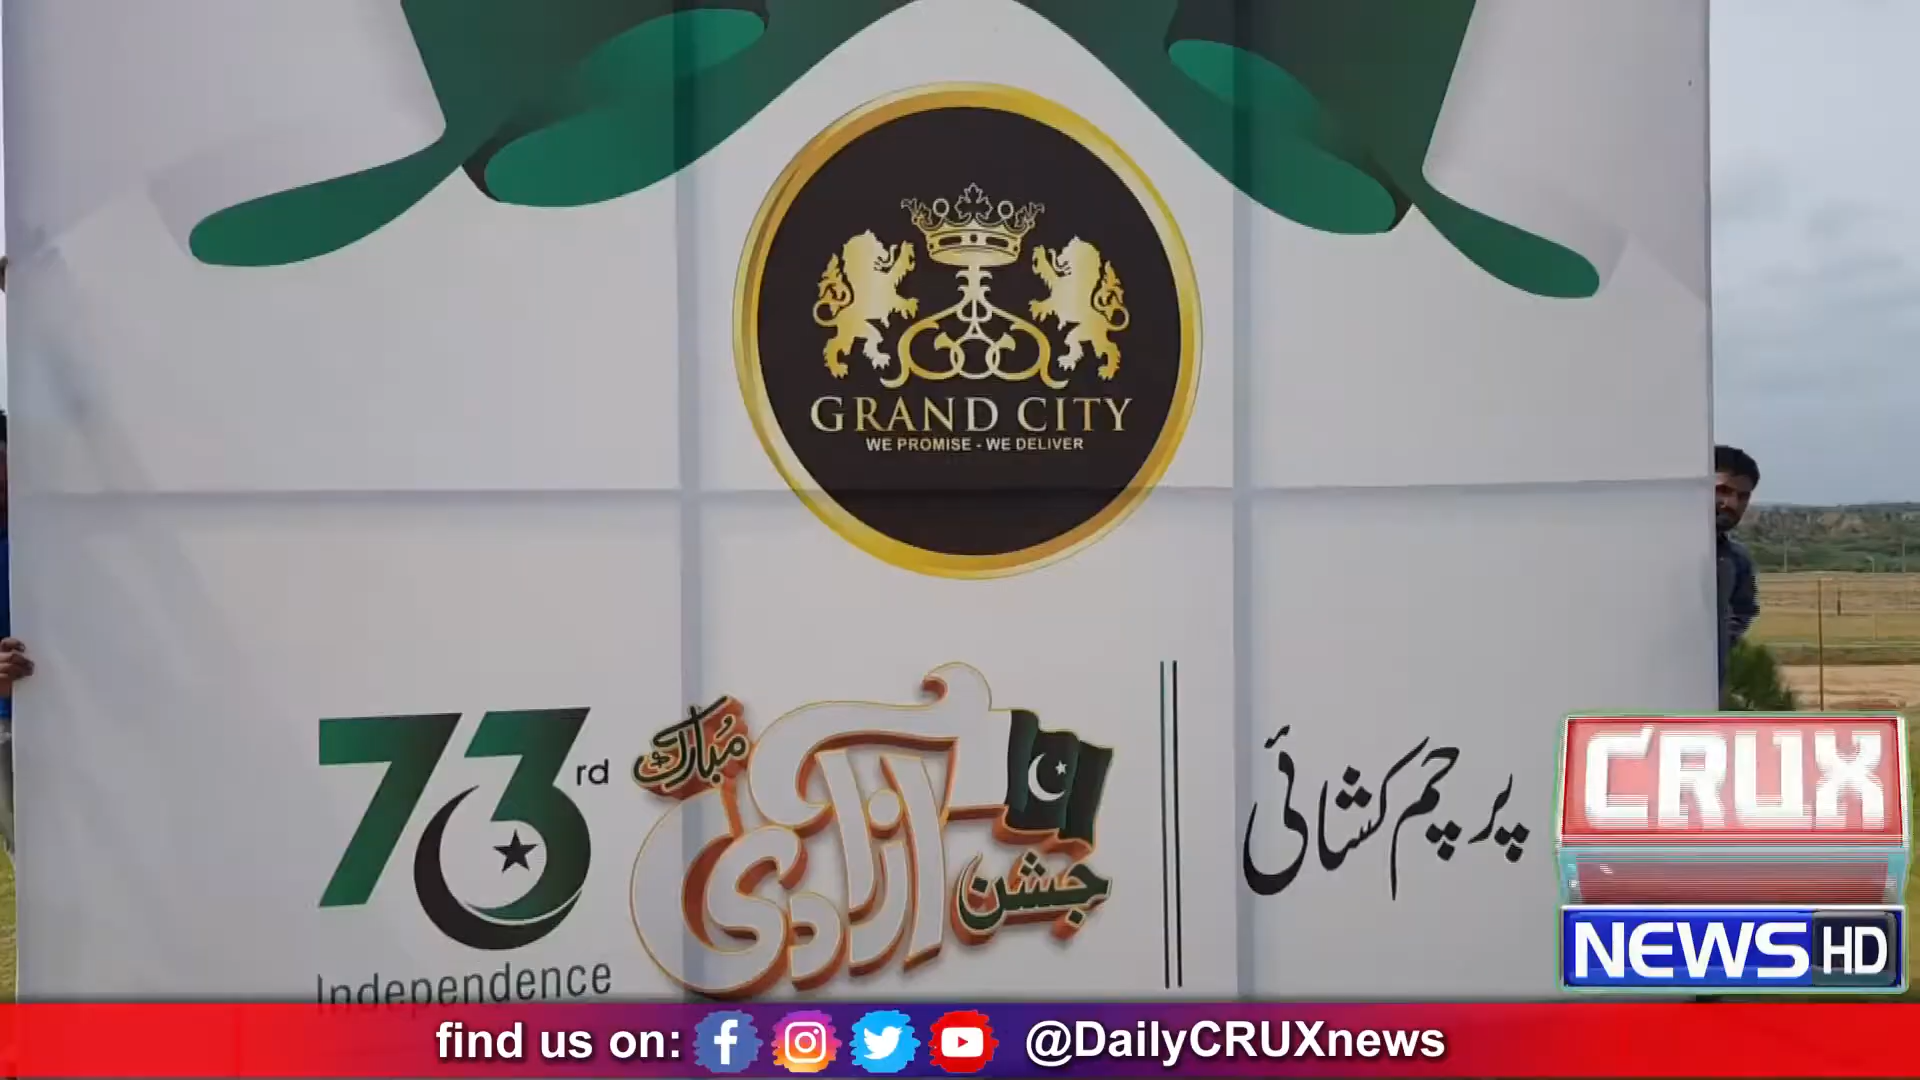 GRAND CITY
WE PROMISE - WE DELIVER
73rd
Independence
جشن آزادی مُبارک
پرچم کشائی
CRUX
NEWS HD
find us on: @DailyCRUXnews